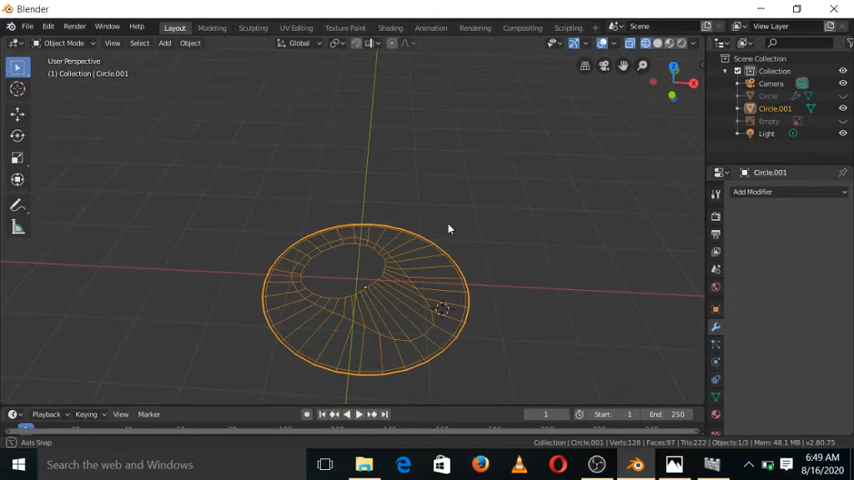 Blender
File Edit Render Window Help Layout Modeling Sculpting UV Editing Texture Paint Shading Animation Rendering Compositing Scripting Scene View Layer
Object Mode View Select Add Object Global
User Perspective
(1) Collection | Circle.001
X
Y
Z
Scene Collection
Collection
Camera
Circle
Circle.001
Empty
Light
Circle.001
Add Modifier
Playback Keying View Marker 1 Start: 1 End: 250
Axis Snap Collection | Circle.001 | Verts:128 | Faces:97 | Tris:222 | Objects:1/3 | Mem: 48.1 MB | v2.80.75
Search the web and Windows 6:49 AM
8/16/2020